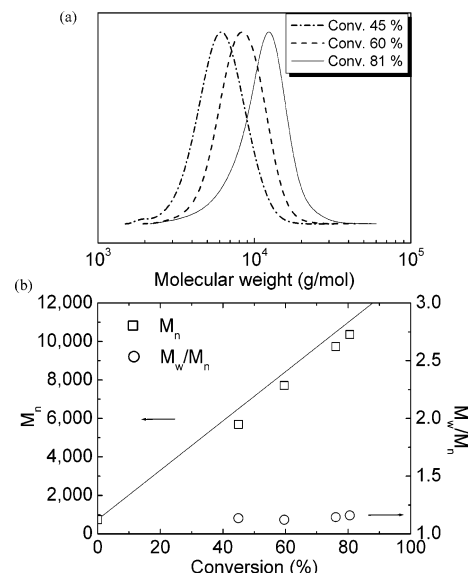 (a)
Conv. 45 %
Conv. 60 %
Conv. 81 %
10³ 10⁴ 10⁵
Molecular weight (g/mol)
(b)
12,000 3.0
Mₙ
10,000
M_w/Mₙ
2.5
8,000
Mₙ
6,000 2.0
M_w/Mₙ
4,000
1.5
2,000
0 1.0
0 20 40 60 80 100
Conversion (%)